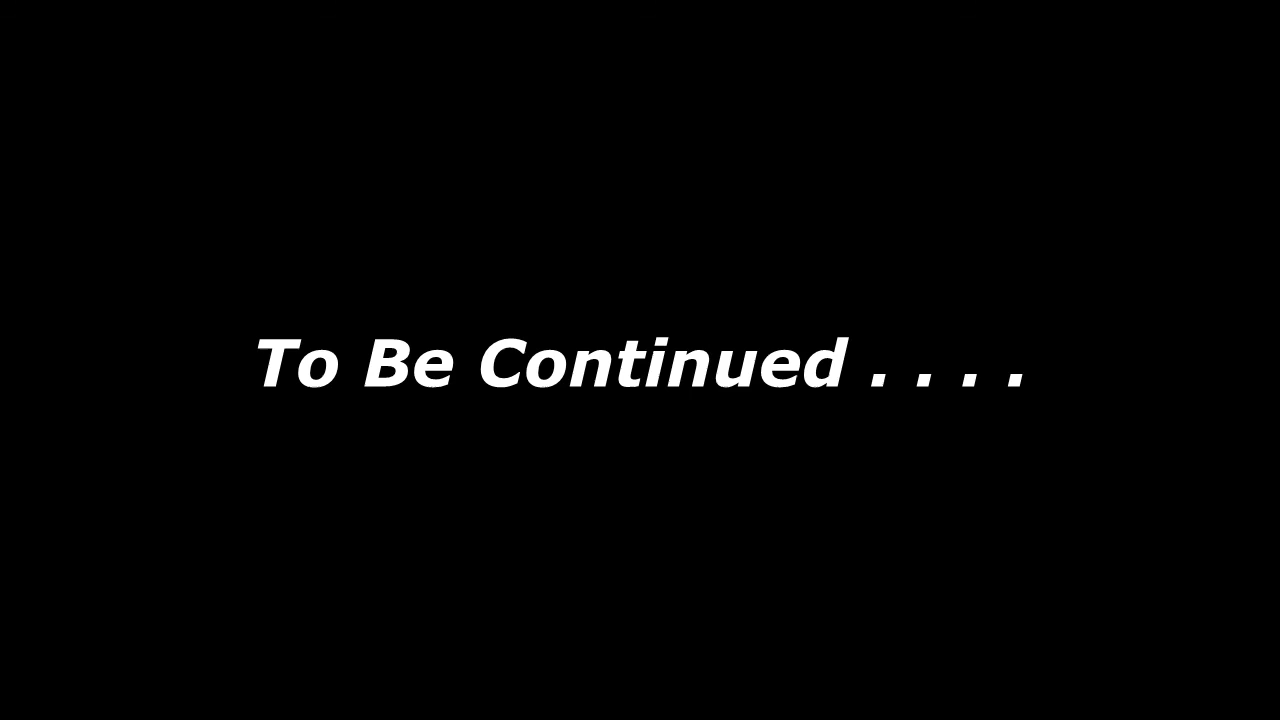 To Be Continued . . . .